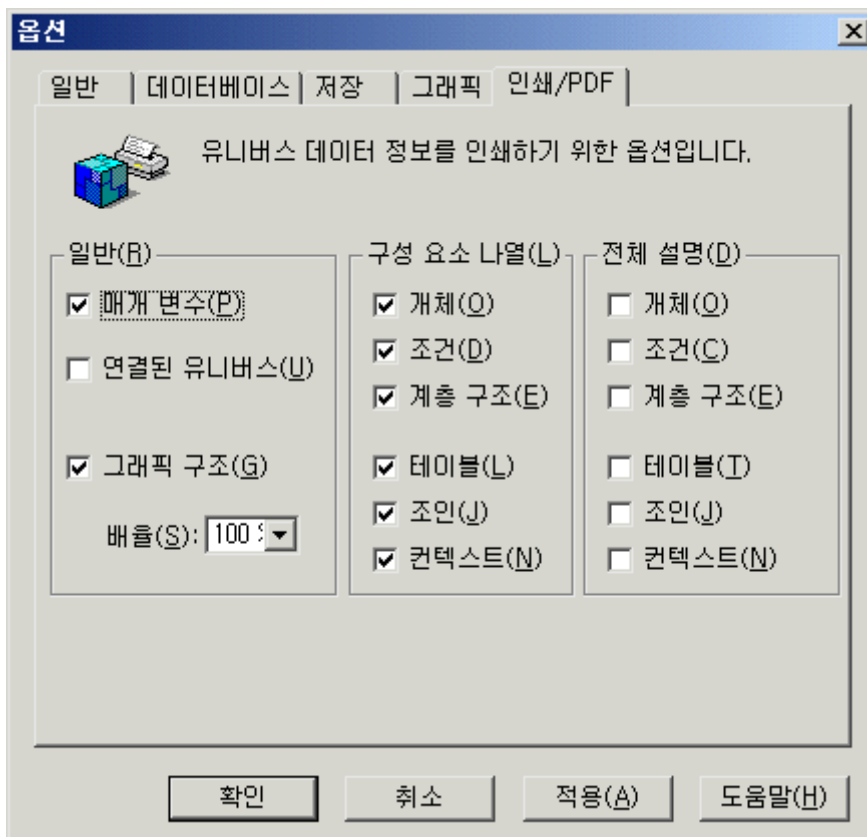 옵션
일반
데이터베이스
저장
그래픽
인쇄/PDF
유니버스 데이터 정보를 인쇄하기 위한 옵션입니다.
일반(R)
매개 변수(P)
연결된 유니버스(U)
그래픽 구조(G)
배율(S):
100 %
구성 요소 나열(L)
개체(O)
조건(D)
계층 구조(E)
테이블(L)
조인(J)
컨텍스트(N)
전체 설명(D)
개체(O)
조건(C)
계층 구조(E)
테이블(T)
조인(J)
컨텍스트(N)
확인
취소
적용(A)
도움말(H)